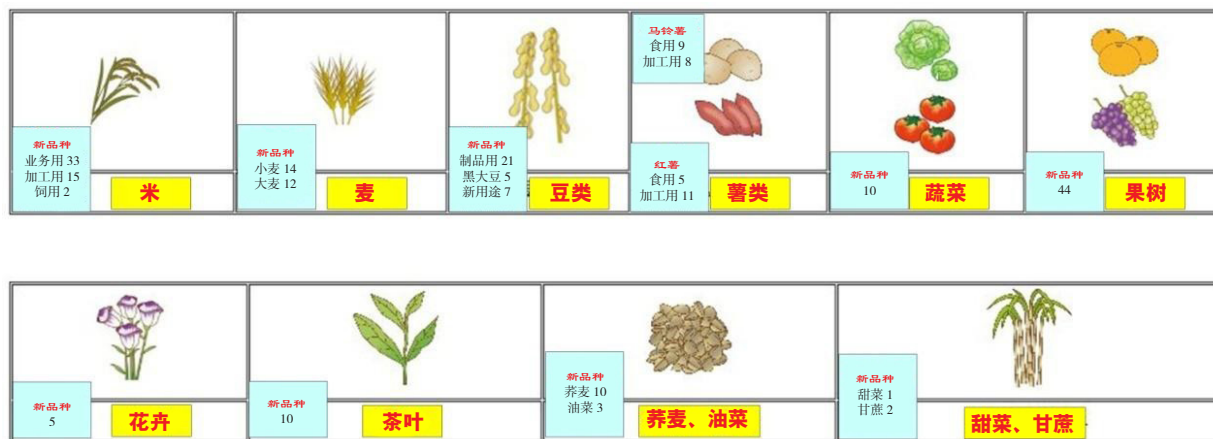 新品种
业务用 33
加工用 15
饲用 2
米
新品种
小麦 14
大麦 12
麦
新品种
制品用 21
黑大豆 5
新用途 7
豆类
马铃薯
食用 9
加工用 8
红薯
食用 5
加工用 11
薯类
新品种
10
蔬菜
新品种
44
果树
新品种
5
花卉
新品种
10
茶叶
新品种
荞麦 10
油菜 3
荞麦、油菜
新品种
甜菜 1
甘蔗 2
甜菜、甘蔗